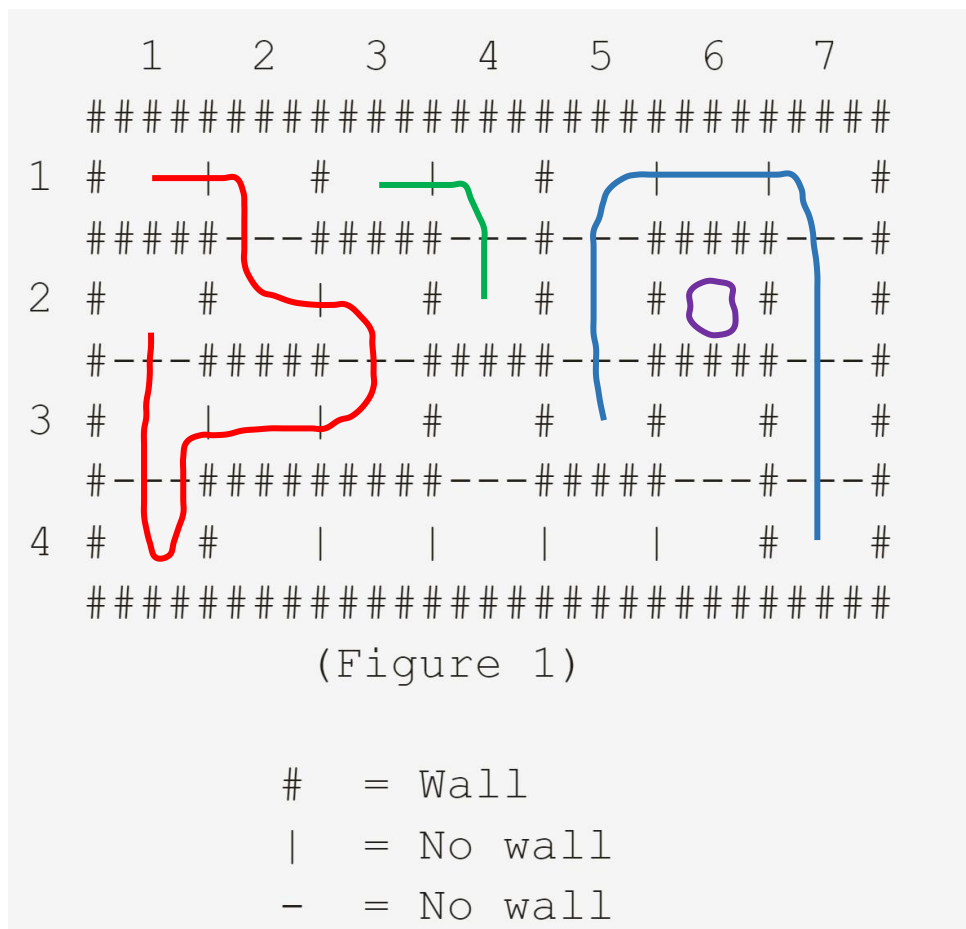 1 2 3 4 5 6 7
#############################
1 # | # | # | | #
#####---#####---#---#####---#
2 # # | # # # # #
#---#####---#####---#####---#
3 # | | # # # # #
#---#########---#####---#---#
4 # # | | | | # #
#############################
(Figure 1)
# = Wall
| = No wall
- = No wall